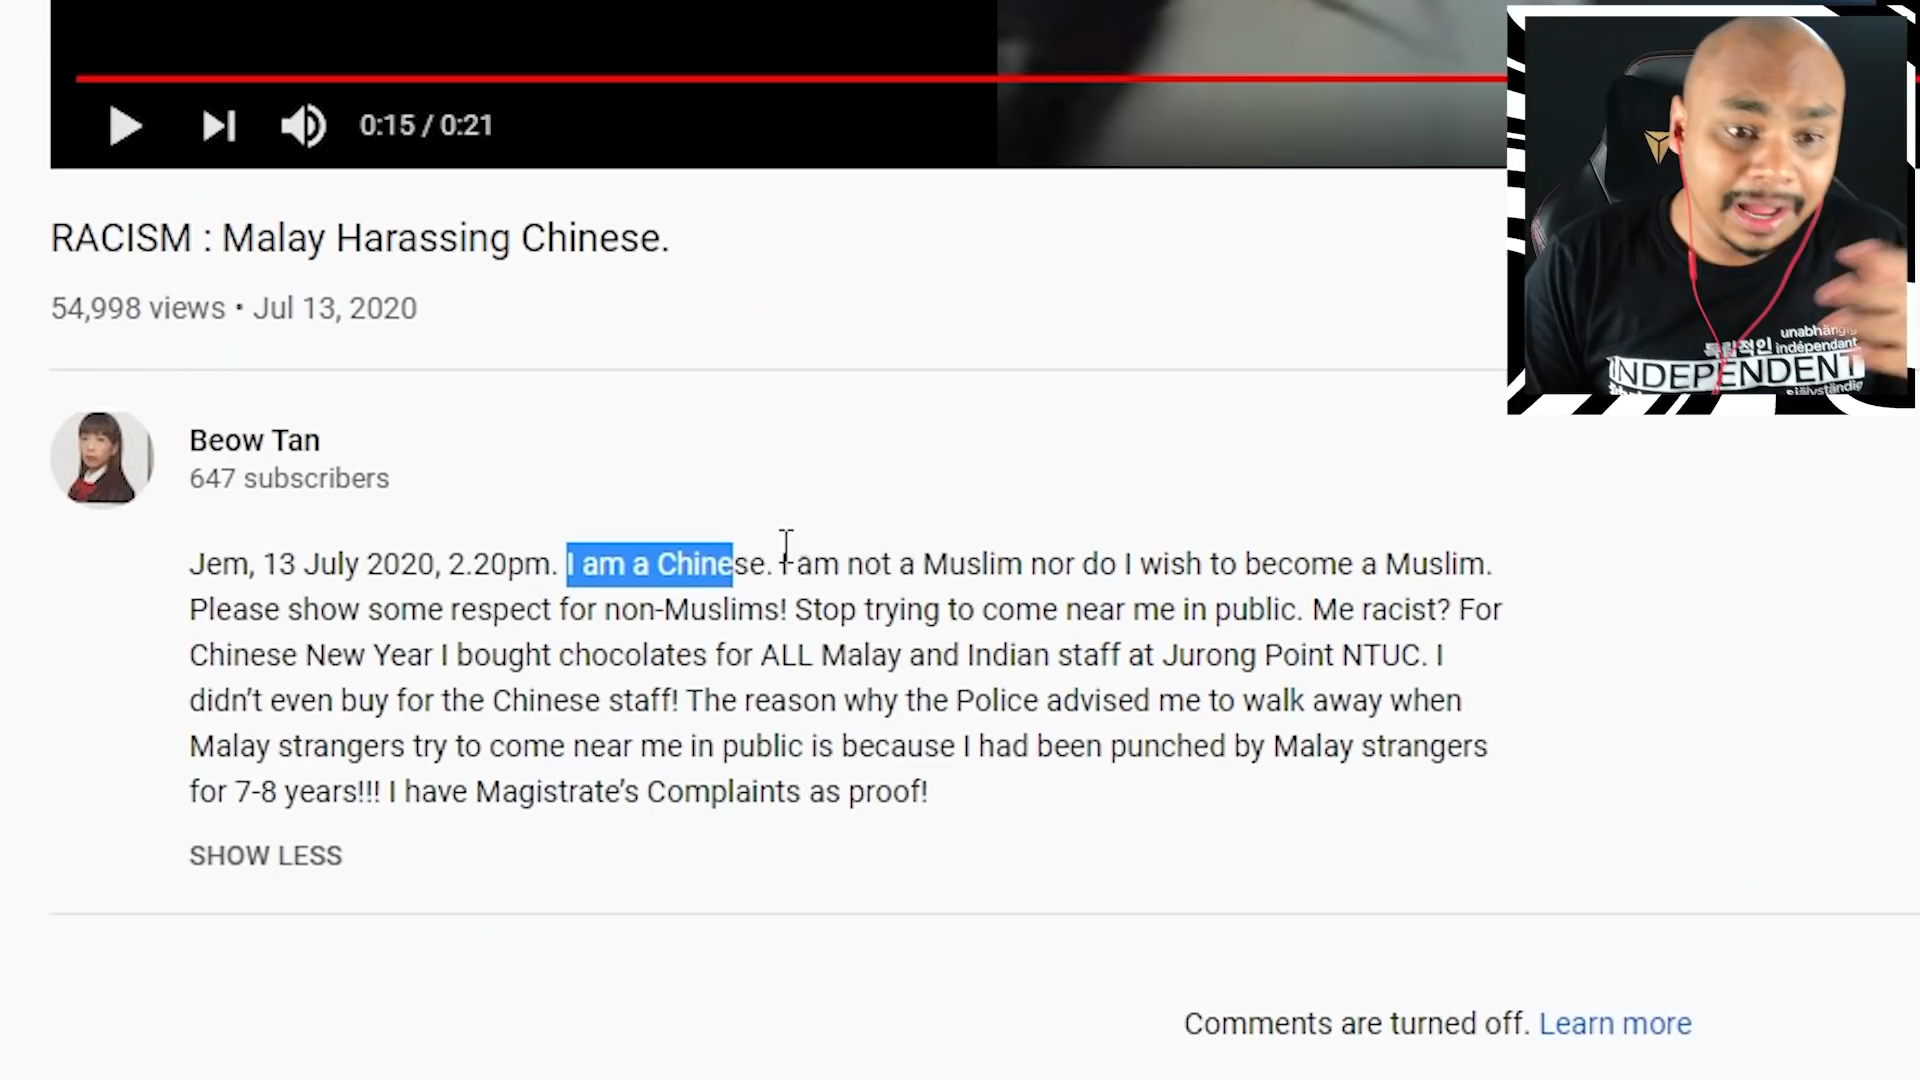 0:15 / 0:21
RACISM : Malay Harassing Chinese.
54,998 views • Jul 13, 2020
Beow Tan
647 subscribers
Jem, 13 July 2020, 2.20pm. I am a Chinese. I am not a Muslim nor do I wish to become a Muslim.
Please show some respect for non-Muslims! Stop trying to come near me in public. Me racist? For
Chinese New Year I bought chocolates for ALL Malay and Indian staff at Jurong Point NTUC. I
didn't even buy for the Chinese staff! The reason why the Police advised me to walk away when
Malay strangers try to come near me in public is because I had been punched by Malay strangers
for 7-8 years!!! I have Magistrate's Complaints as proof!
SHOW LESS
Comments are turned off. Learn more
unabhängig
indépendant
INDEPENDENT
självständig